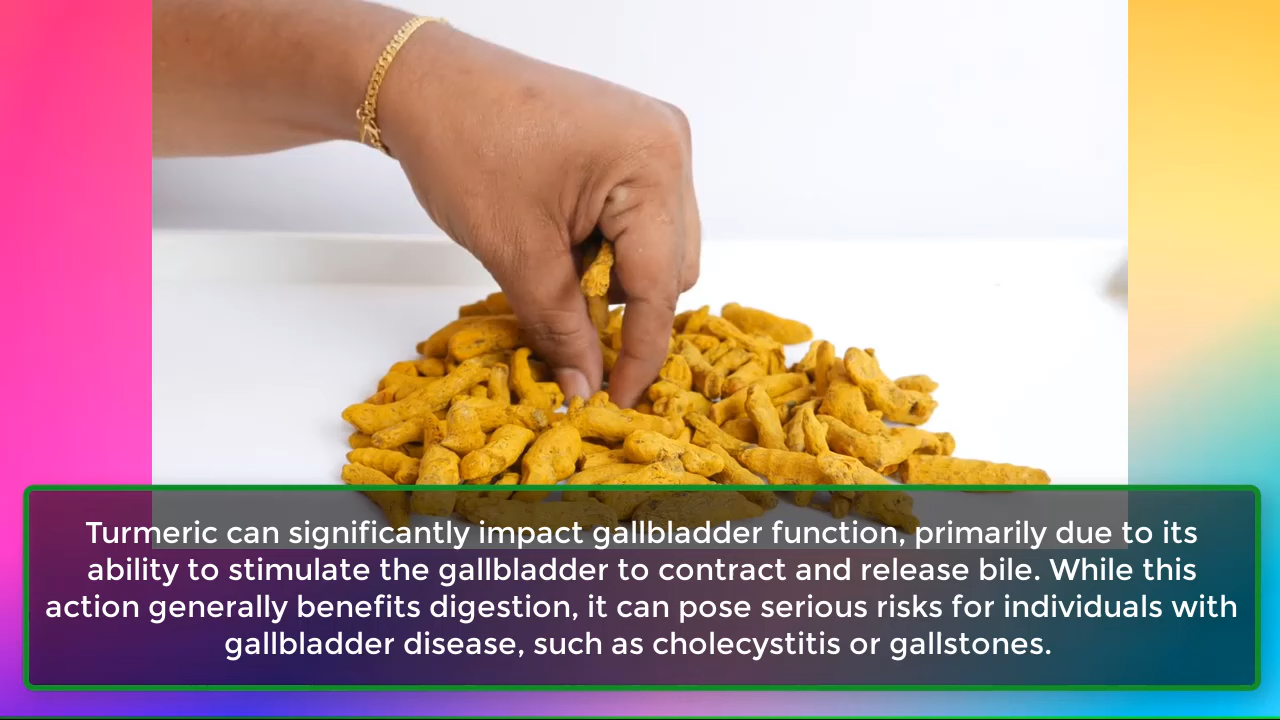 Turmeric can significantly impact gallbladder function, primarily due to its
ability to stimulate the gallbladder to contract and release bile. While this
action generally benefits digestion, it can pose serious risks for individuals with
gallbladder disease, such as cholecystitis or gallstones.